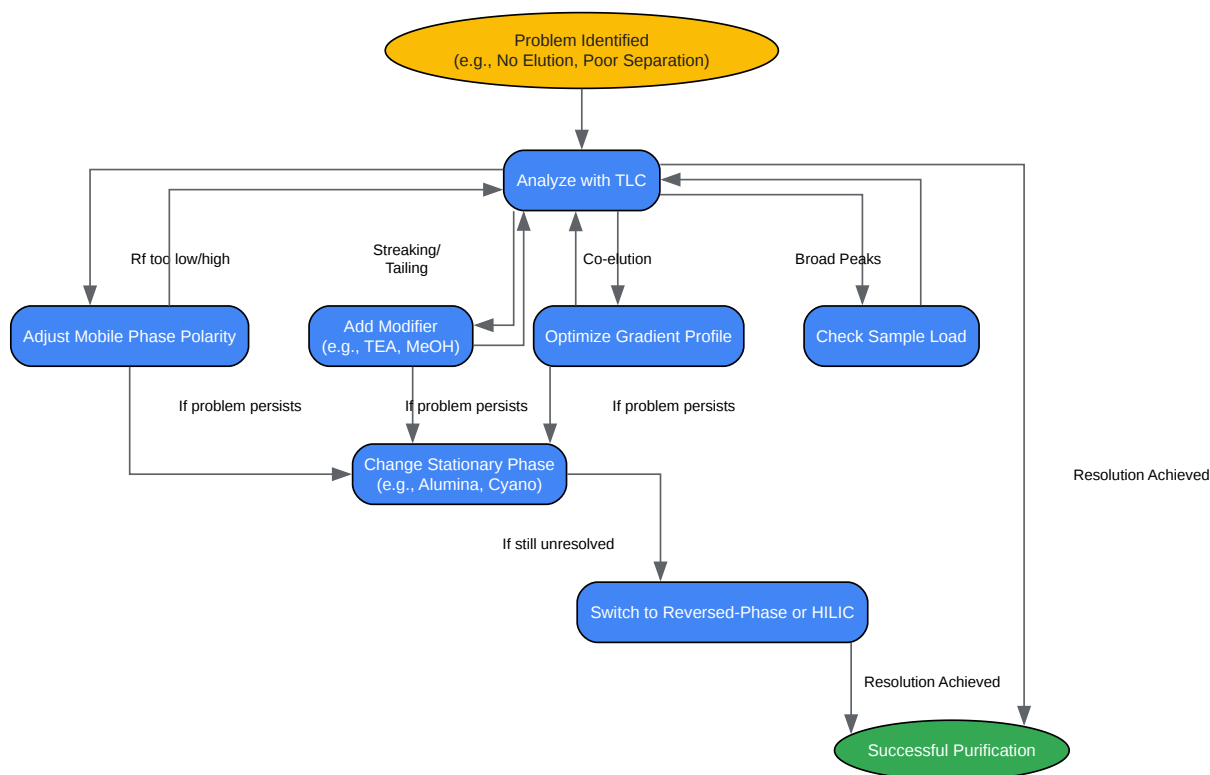 Problem Identified
(e.g., No Elution, Poor Separation)
Analyze with TLC
Rf too low/high
Streaking/
Tailing
Co-elution
Broad Peaks
Adjust Mobile Phase Polarity
Add Modifier
(e.g., TEA, MeOH)
Optimize Gradient Profile
Check Sample Load
If problem persists
If problem persists
If problem persists
Change Stationary Phase
(e.g., Alumina, Cyano)
Resolution Achieved
If still unresolved
Switch to Reversed-Phase or HILIC
Resolution Achieved
Successful Purification